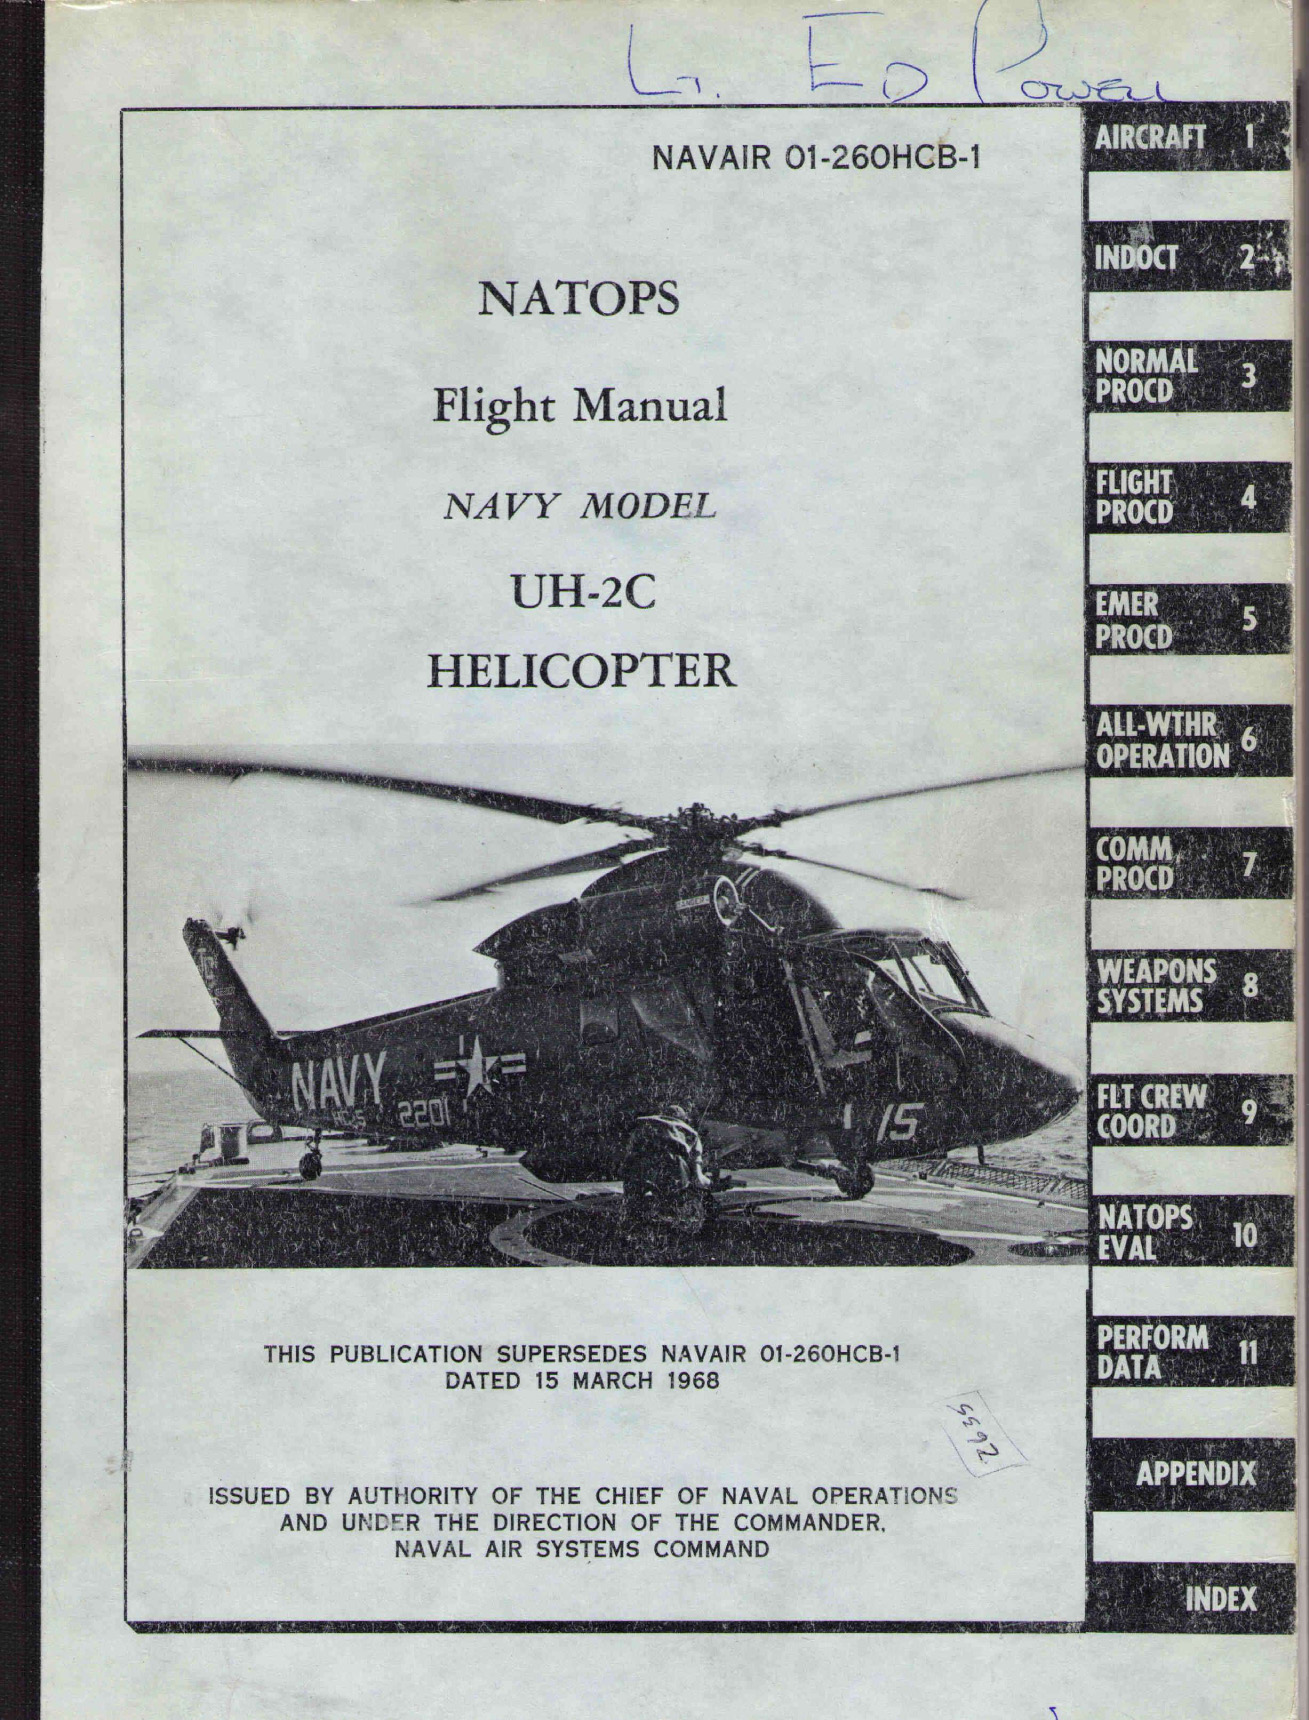 Lt. ED POWELL
NAVAIR 01-260HCB-1
NATOPS
Flight Manual
NAVY MODEL
UH-2C
HELICOPTER
NAVY
2201
15
THIS PUBLICATION SUPERSEDES NAVAIR 01-260HCB-1
DATED 15 MARCH 1968
2635
ISSUED BY AUTHORITY OF THE CHIEF OF NAVAL OPERATIONS
AND UNDER THE DIRECTION OF THE COMMANDER,
NAVAL AIR SYSTEMS COMMAND
AIRCRAFT 1
INDOCT 2
NORMAL
PROCD 3
FLIGHT
PROCD 4
EMER
PROCD 5
ALL-WTHR
OPERATION 6
COMM
PROCD 7
WEAPONS
SYSTEMS 8
FLT CREW
COORD 9
NATOPS
EVAL 10
PERFORM
DATA 11
APPENDIX
INDEX